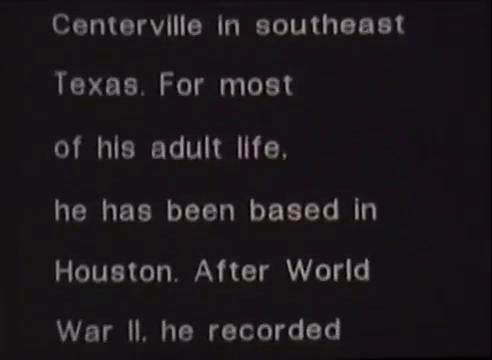 Centerville in southeast
Texas. For most
of his adult life,
he has been based in
Houston. After World
War II, he recorded